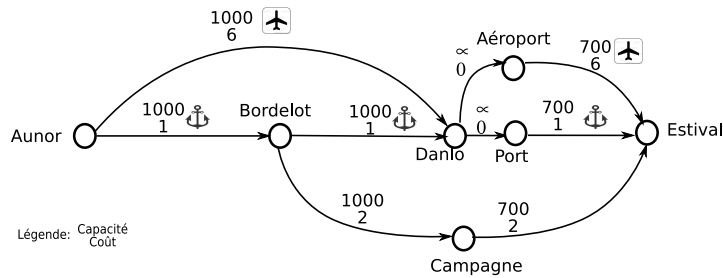 1000
6
Aéroport
∝
0
700
6
Aunor
1000
1
Bordelot
1000
1
Danlo
∝
0
Port
700
1
Estival
1000
2
Campagne
700
2
Légende: Capacité
Coût